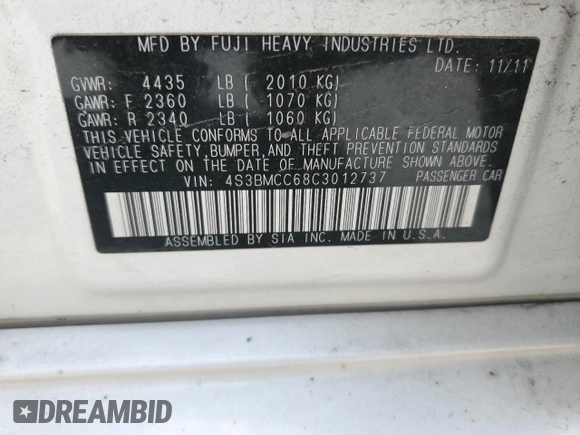 MFD BY FUJI HEAVY INDUSTRIES LTD.
DATE: 11/11
GVWR: 4435 LB ( 2010 KG)
GAWR: F 2360 LB ( 1070 KG)
GAWR: R 2340 LB ( 1060 KG)
THIS VEHICLE CONFORMS TO ALL APPLICABLE FEDERAL MOTOR
VEHICLE SAFETY, BUMPER, AND THEFT PREVENTION STANDARDS
IN EFFECT ON THE DATE OF MANUFACTURE SHOWN ABOVE.
VIN: 4S3BMCC68C3012737 PASSENGER CAR
ASSEMBLED BY SIA INC. MADE IN U.S.A.
DREAMBID